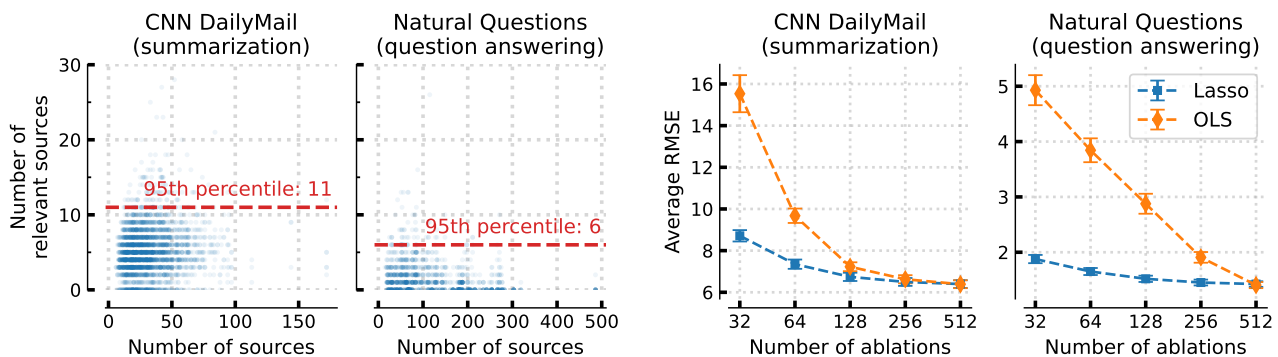 CNN DailyMail
(summarization)
Natural Questions
(question answering)
30
20
10
0
Number of
relevant sources
95th percentile: 11
95th percentile: 6
0 50 100 150
0 100 200 300 400 500
Number of sources
Number of sources
CNN DailyMail
(summarization)
Natural Questions
(question answering)
16
14
12
10
8
6
Average RMSE
32 64 128 256 512
Number of ablations
5
4
3
2
Lasso
OLS
32 64 128 256 512
Number of ablations